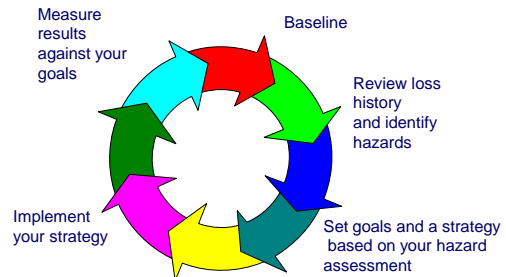 Baseline
Review loss
history
and identify
hazards
Set goals and a strategy
based on your hazard
assessment
Implement
your strategy
Measure
results
against your
goals